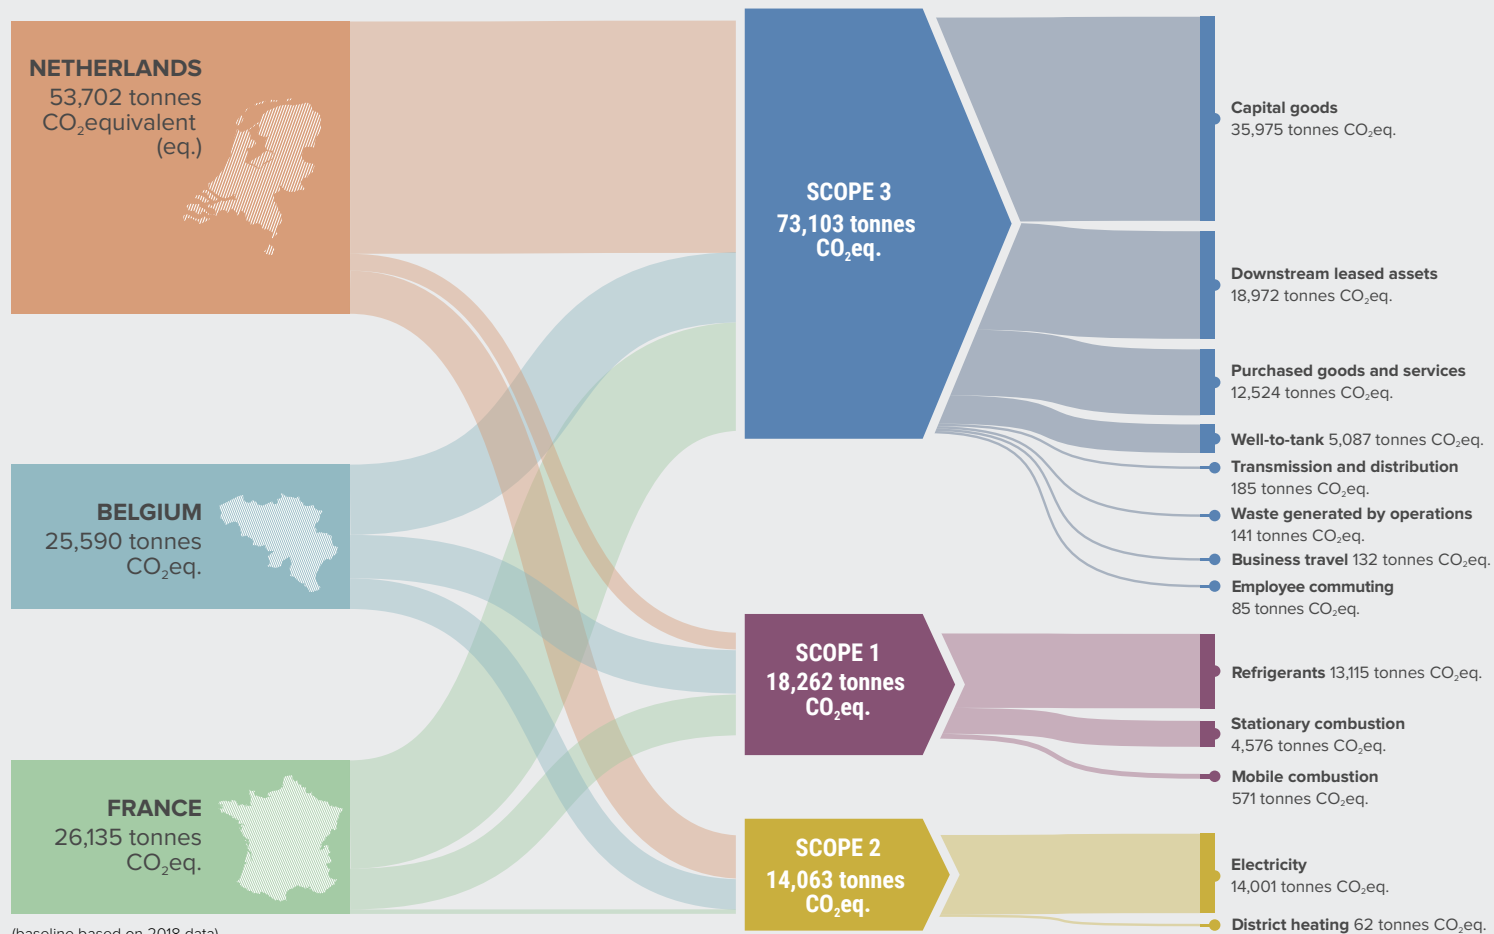 NETHERLANDS
53,702 tonnes
CO₂equivalent
(eq.)
BELGIUM
25,590 tonnes
CO₂eq.
FRANCE
26,135 tonnes
CO₂eq.
(baseline based on 2018 data)
SCOPE 3
73,103 tonnes
CO₂eq.
SCOPE 1
18,262 tonnes
CO₂eq.
SCOPE 2
14,063 tonnes
CO₂eq.
Capital goods
35,975 tonnes CO₂eq.
Downstream leased assets
18,972 tonnes CO₂eq.
Purchased goods and services
12,524 tonnes CO₂eq.
Well-to-tank 5,087 tonnes CO₂eq.
Transmission and distribution
185 tonnes CO₂eq.
Waste generated by operations
141 tonnes CO₂eq.
Business travel 132 tonnes CO₂eq.
Employee commuting
85 tonnes CO₂eq.
Refrigerants 13,115 tonnes CO₂eq.
Stationary combustion
4,576 tonnes CO₂eq.
Mobile combustion
571 tonnes CO₂eq.
Electricity
14,001 tonnes CO₂eq.
District heating 62 tonnes CO₂eq.